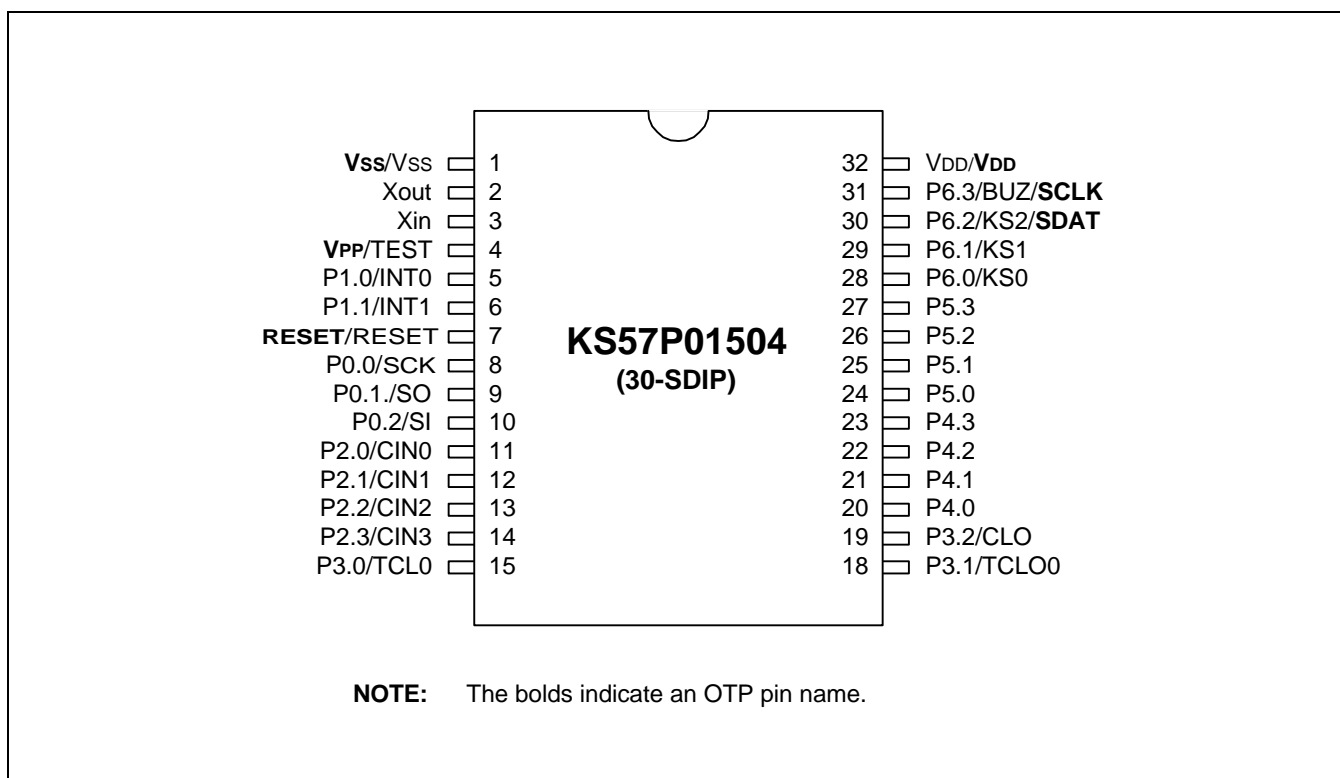 Vss/Vss 1 32 VDD/VDD
Xout 2 31 P6.3/BUZ/SCLK
Xin 3 30 P6.2/KS2/SDAT
VPP/TEST 4 29 P6.1/KS1
P1.0/INT0 5 28 P6.0/KS0
P1.1/INT1 6 27 P5.3
RESET/RESET 7 26 P5.2
P0.0/SCK 8 25 P5.1
P0.1./SO 9 24 P5.0
P0.2/SI 10 23 P4.3
P2.0/CIN0 11 22 P4.2
P2.1/CIN1 12 21 P4.1
P2.2/CIN2 13 20 P4.0
P2.3/CIN3 14 19 P3.2/CLO
P3.0/TCL0 15 18 P3.1/TCLO0
KS57P01504
(30-SDIP)
NOTE: The bolds indicate an OTP pin name.